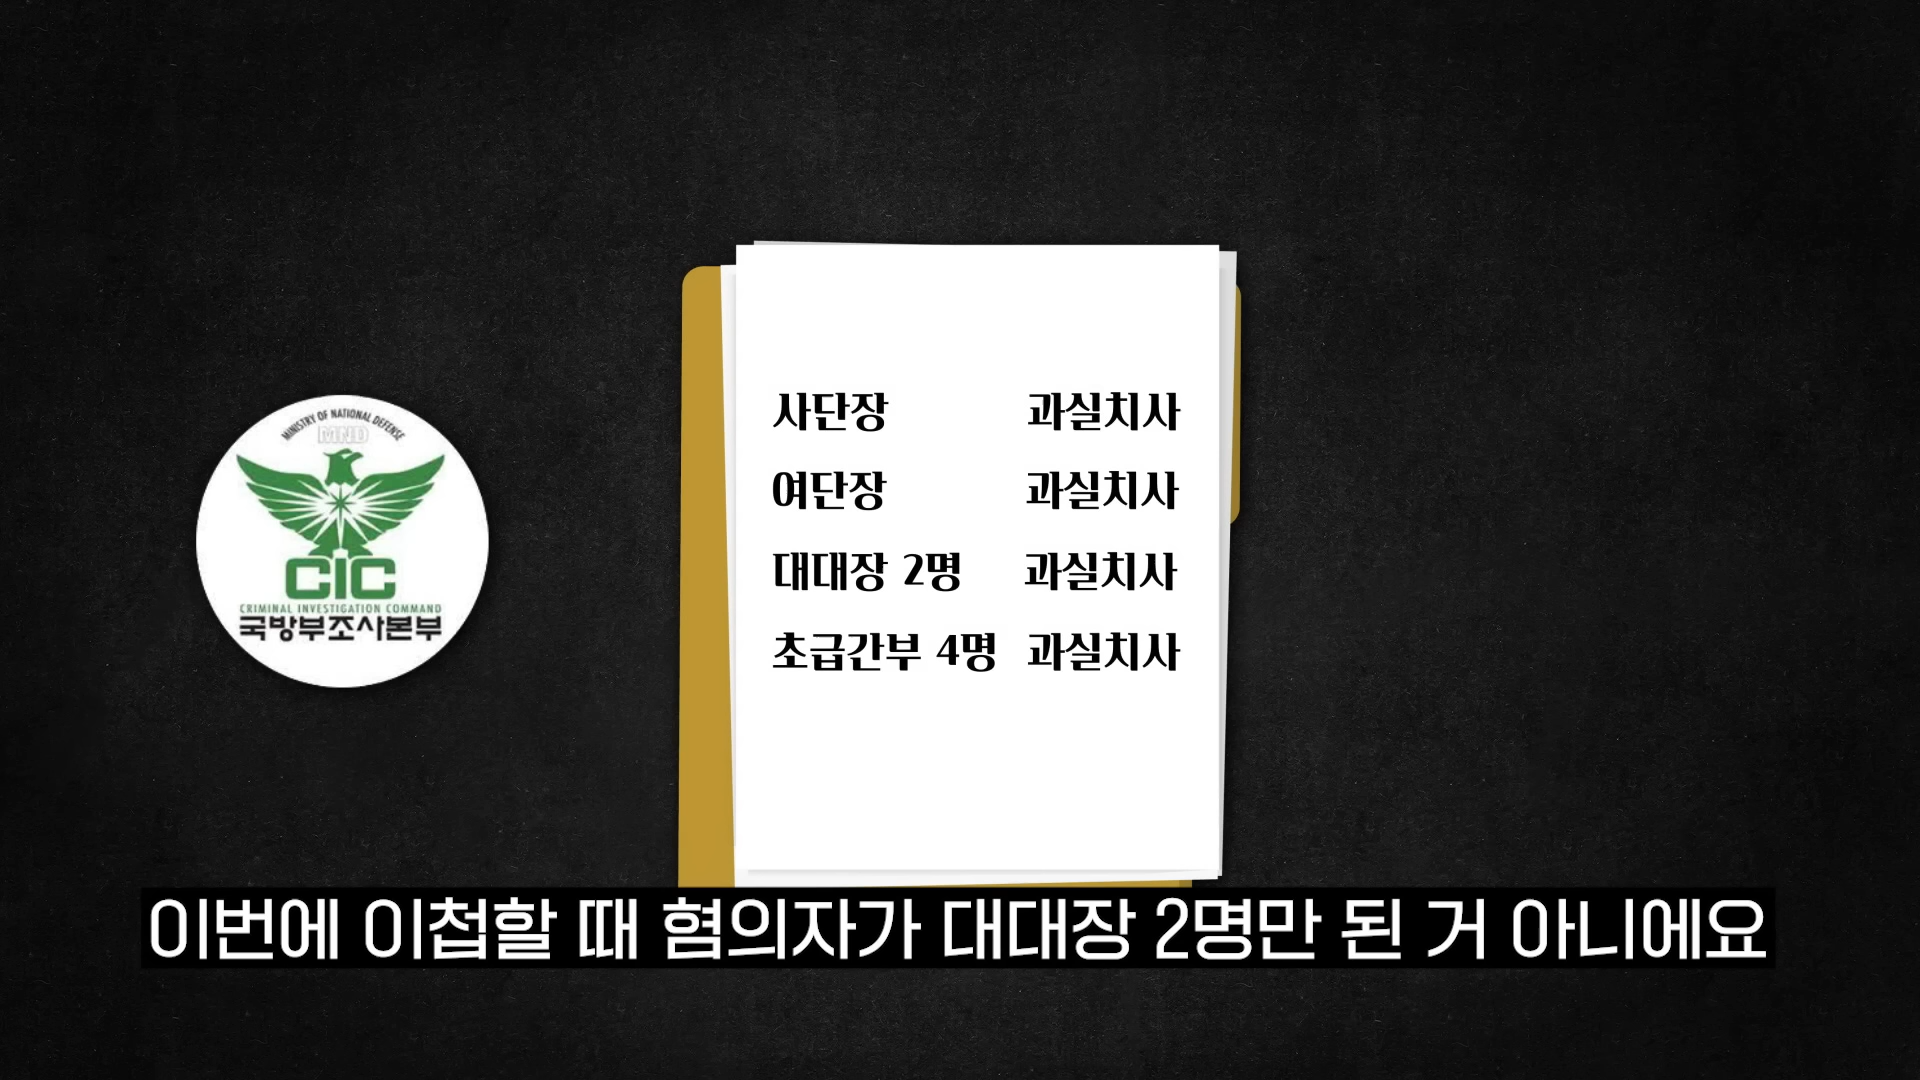 MINISTRY OF NATIONAL DEFENSE
MND
CIC
CRIMINAL INVESTIGATION COMMAND
국방부조사본부
사단장 과실치사
여단장 과실치사
대대장 2명 과실치사
초급간부 4명 과실치사
이번에 이첩할 때 혐의자가 대대장 2명만 된 거 아니에요